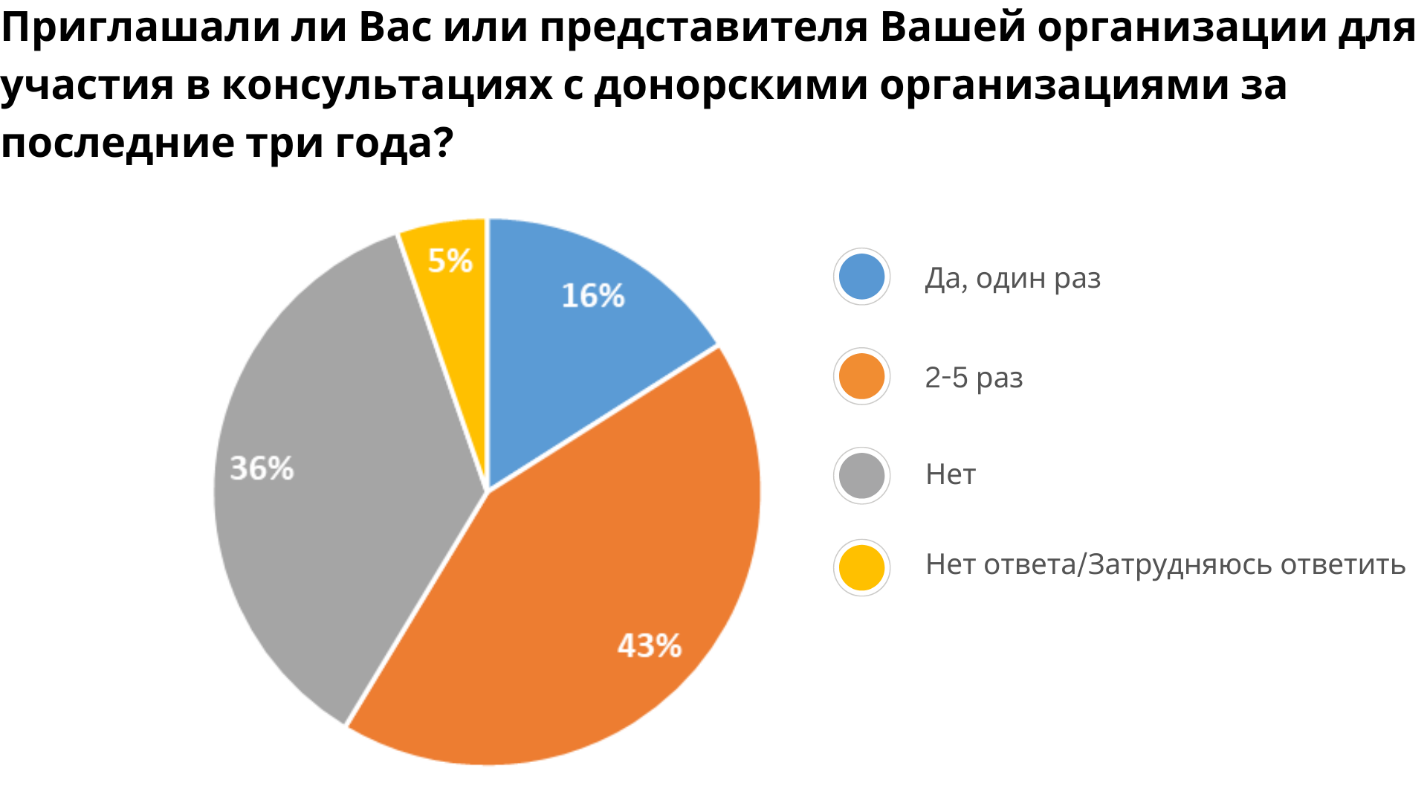 Приглашали ли Вас или представителя Вашей организации для
участия в консультациях с донорскими организациями за
последние три года?
5%
16%
36%
43%
Да, один раз
2-5 раз
Нет
Нет ответа/Затрудняюсь ответить